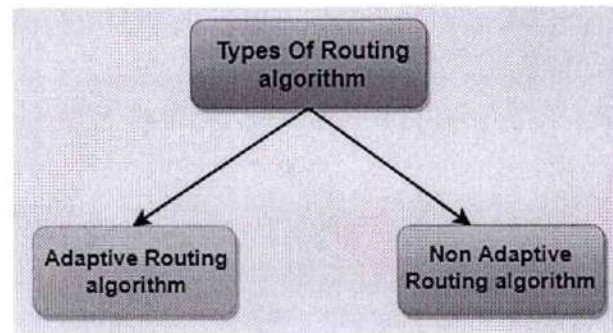 Types Of Routing
algorithm
Adaptive Routing
algorithm
Non Adaptive
Routing algorithm